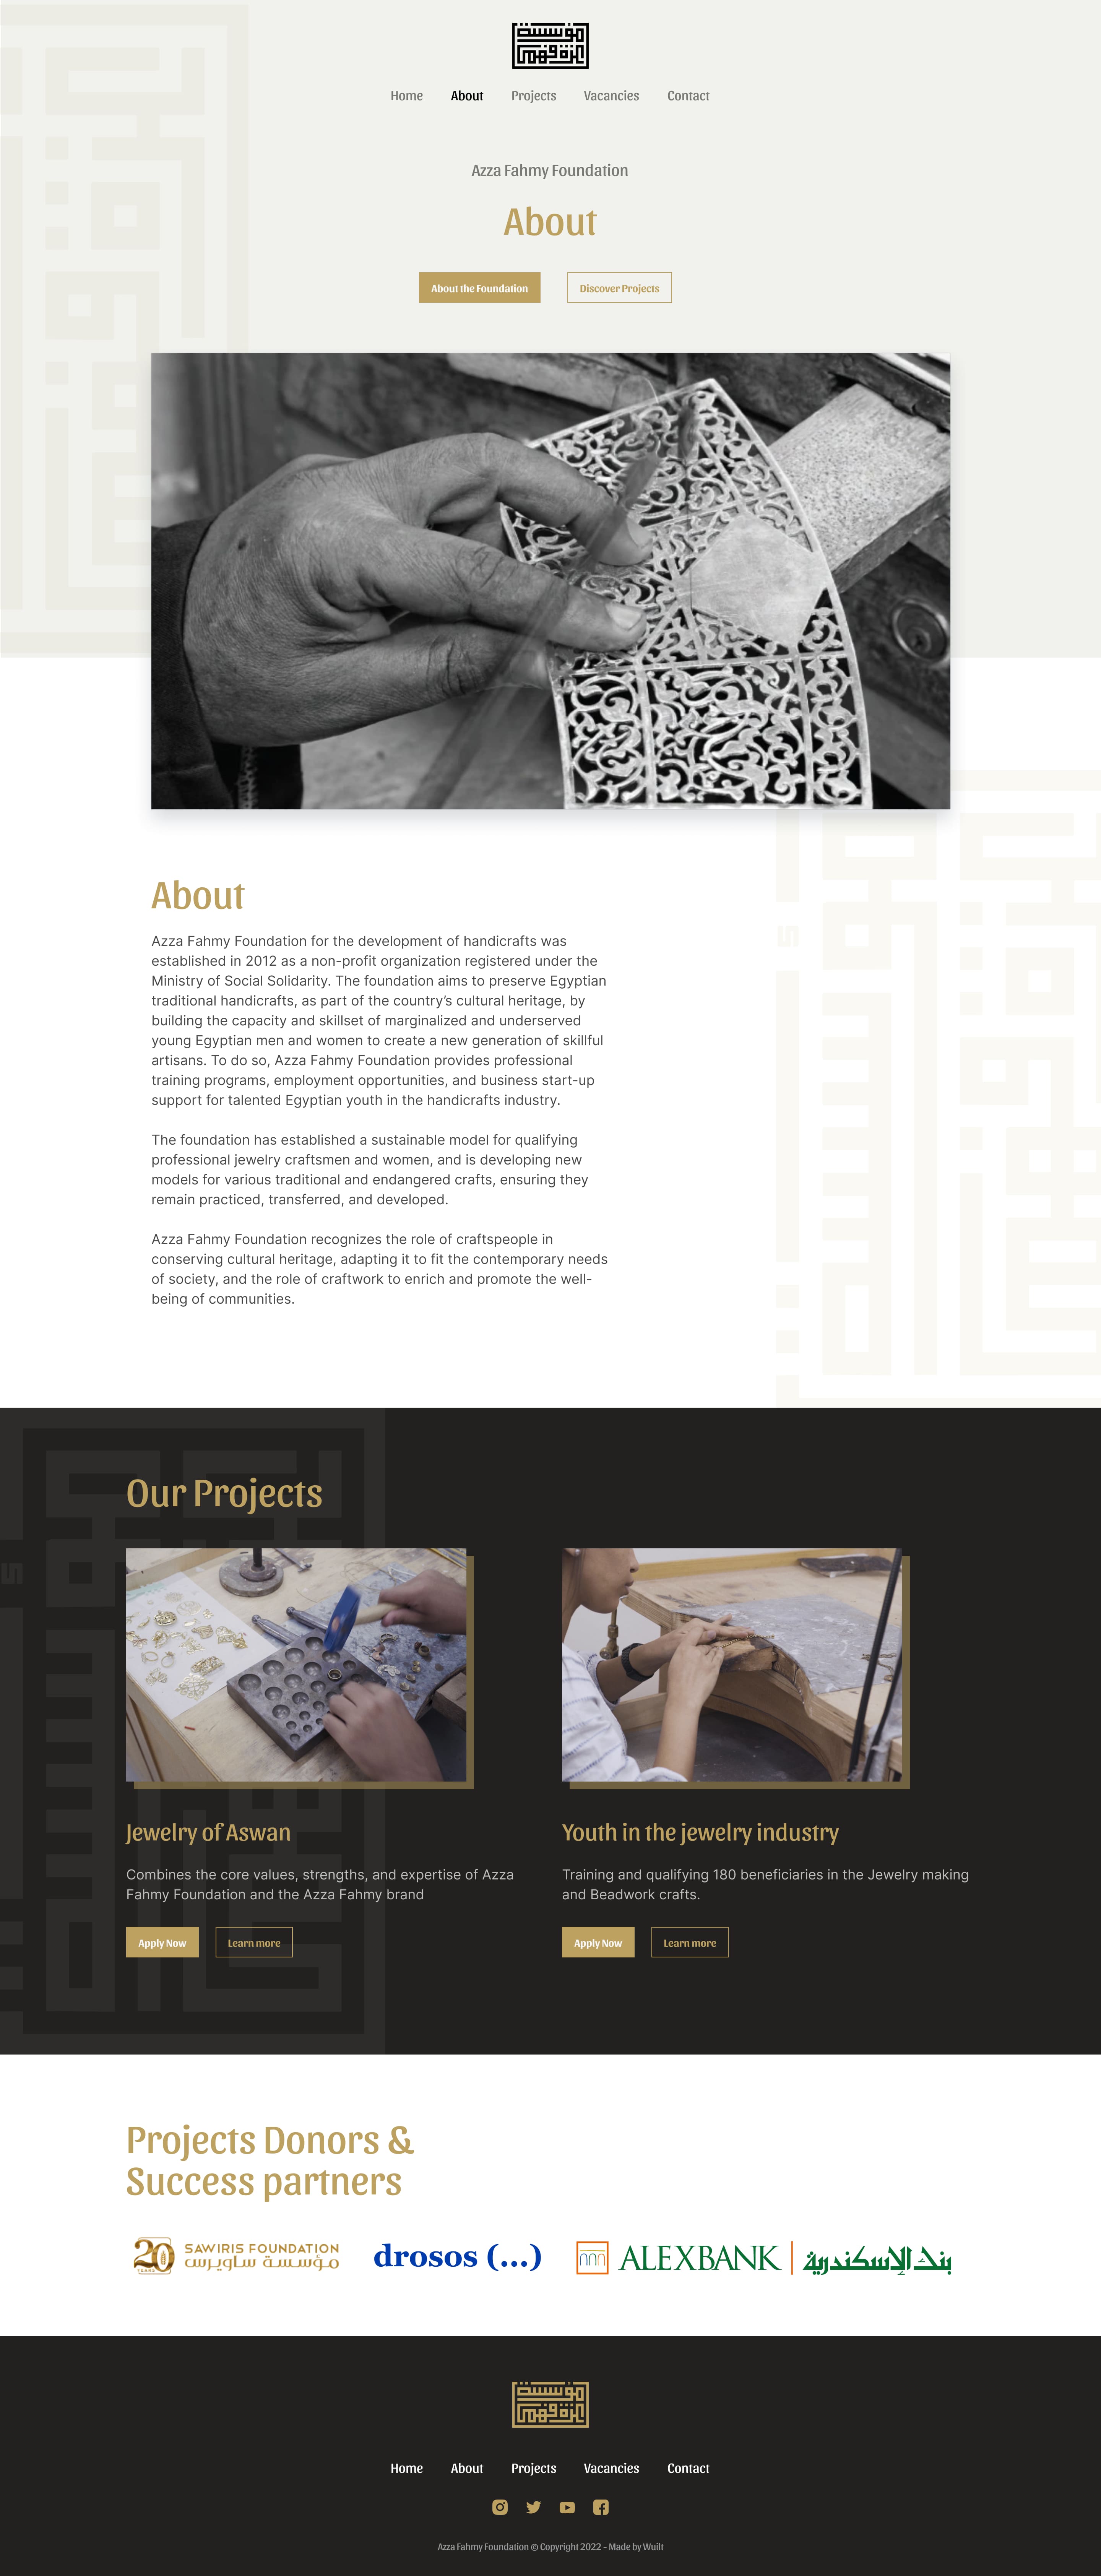 مؤسسة
عزة فهمي
Home About Projects Vacancies Contact
Azza Fahmy Foundation
About
About the Foundation Discover Projects
About
Azza Fahmy Foundation for the development of handicrafts was
established in 2012 as a non-profit organization registered under the
Ministry of Social Solidarity. The foundation aims to preserve Egyptian
traditional handicrafts, as part of the country’s cultural heritage, by
building the capacity and skillset of marginalized and underserved
young Egyptian men and women to create a new generation of skillful
artisans. To do so, Azza Fahmy Foundation provides professional
training programs, employment opportunities, and business start-up
support for talented Egyptian youth in the handicrafts industry.
The foundation has established a sustainable model for qualifying
professional jewelry craftsmen and women, and is developing new
models for various traditional and endangered crafts, ensuring they
remain practiced, transferred, and developed.
Azza Fahmy Foundation recognizes the role of craftspeople in
conserving cultural heritage, adapting it to fit the contemporary needs
of society, and the role of craftwork to enrich and promote the well-
being of communities.
Our Projects
Jewelry of Aswan
Combines the core values, strengths, and expertise of Azza
Fahmy Foundation and the Azza Fahmy brand
Apply Now Learn more
Youth in the jewelry industry
Training and qualifying 180 beneficiaries in the Jewelry making
and Beadwork crafts.
Apply Now Learn more
Projects Donors &
Success partners
20 YEARS
SAWIRIS FOUNDATION
مؤسسة ساويرس
drosos (...)
ALEXBANK | بنك الإسكندرية
مؤسسة
عزة فهمي
Home About Projects Vacancies Contact
Azza Fahmy Foundation © Copyright 2022 - Made by Wuilt